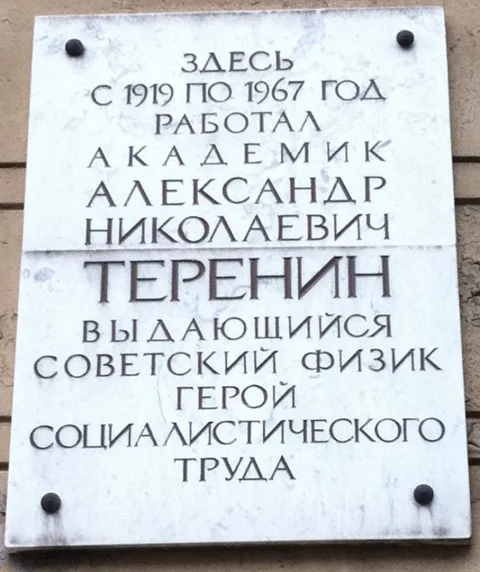 ЗДЕСЬ
С 1919 ПО 1967 ГОД
РАБОТАЛ
АКАДЕМИК
АЛЕКСАНДР
НИКОЛАЕВИЧ
ТЕРЕНИН
ВЫДАЮЩИЙСЯ
СОВЕТСКИЙ ФИЗИК
ГЕРОЙ
СОЦИАЛИСТИЧЕСКОГО
ТРУДА